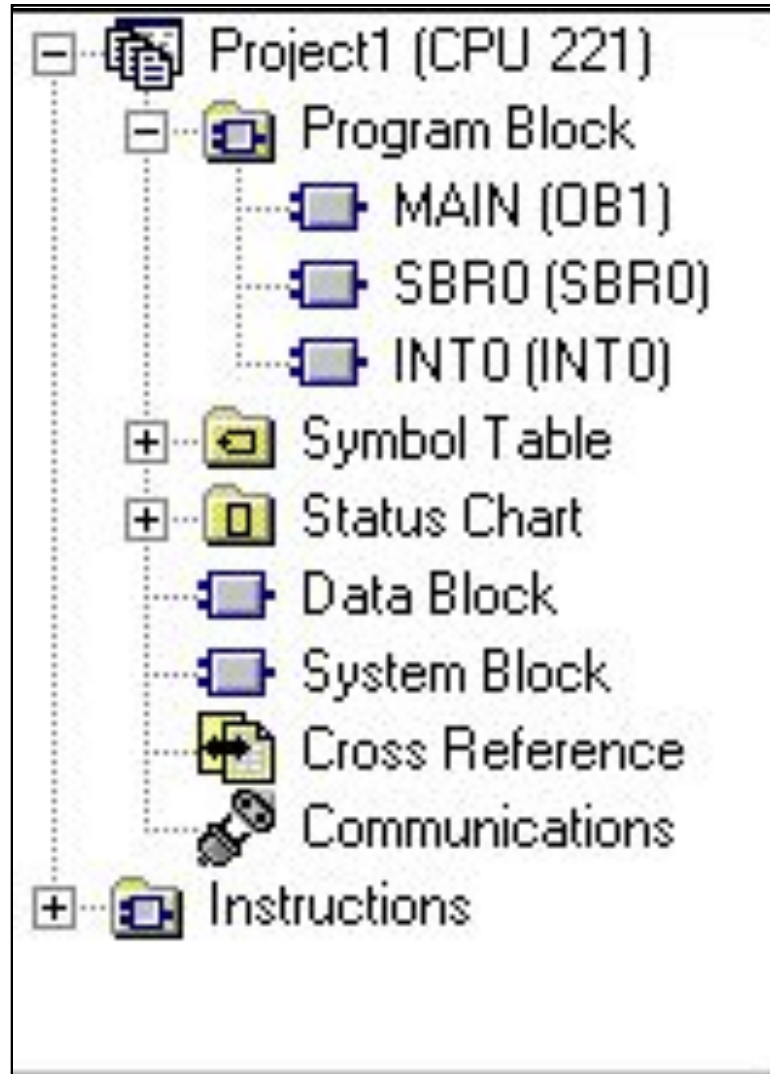 Project1 (CPU 221)
Program Block
MAIN (OB1)
SBR0 (SBR0)
INT0 (INT0)
Symbol Table
Status Chart
Data Block
System Block
Cross Reference
Communications
Instructions